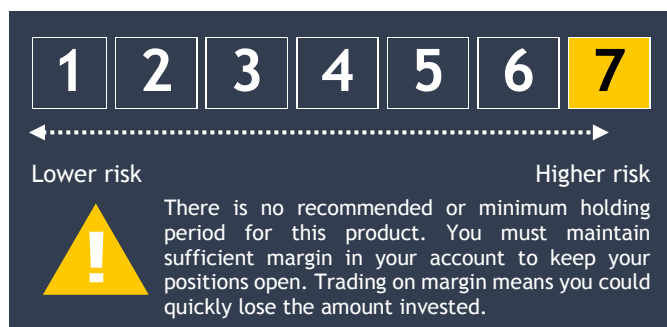 1 2 3 4 5 6 7
Lower risk Higher risk
!
There is no recommended or minimum holding
period for this product. You must maintain
sufficient margin in your account to keep your
positions open. Trading on margin means you could
quickly lose the amount invested.